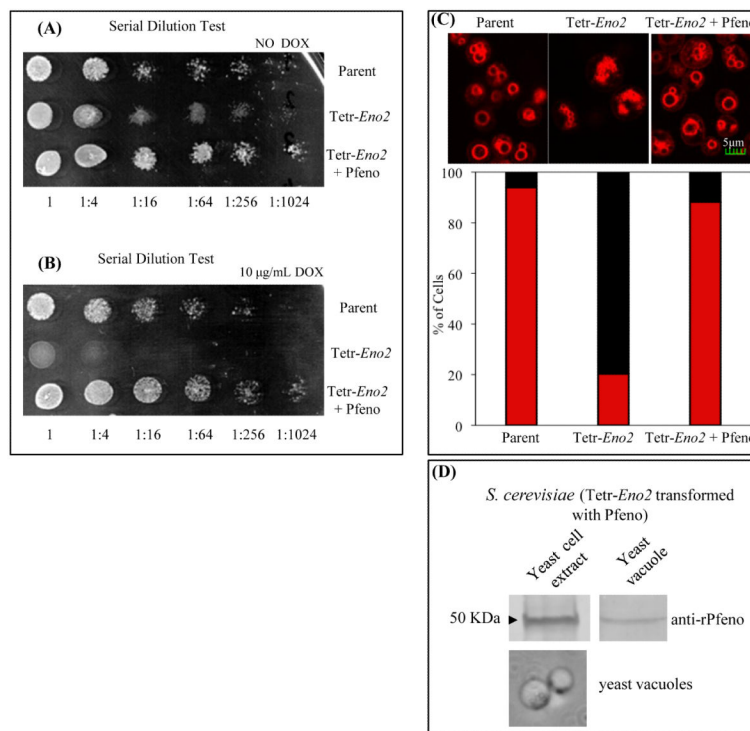 (A)
Serial Dilution Test
NO DOX
Parent
Tetr-Eno2
Tetr-Eno2
+ Pfeno
1 1:4 1:16 1:64 1:256 1:1024
(B)
Serial Dilution Test
10 µg/mL DOX
Parent
Tetr-Eno2
Tetr-Eno2
+ Pfeno
1 1:4 1:16 1:64 1:256 1:1024
(C)
Parent Tetr-Eno2 Tetr-Eno2 + Pfeno
5µm
100
80
60
40
20
0
% of Cells
Parent Tetr-Eno2 Tetr-Eno2 + Pfeno
(D)
S. cerevisiae (Tetr-Eno2 transformed
with Pfeno)
Yeast cell
extract
Yeast
vacuole
50 KDa
anti-rPfeno
yeast vacuoles